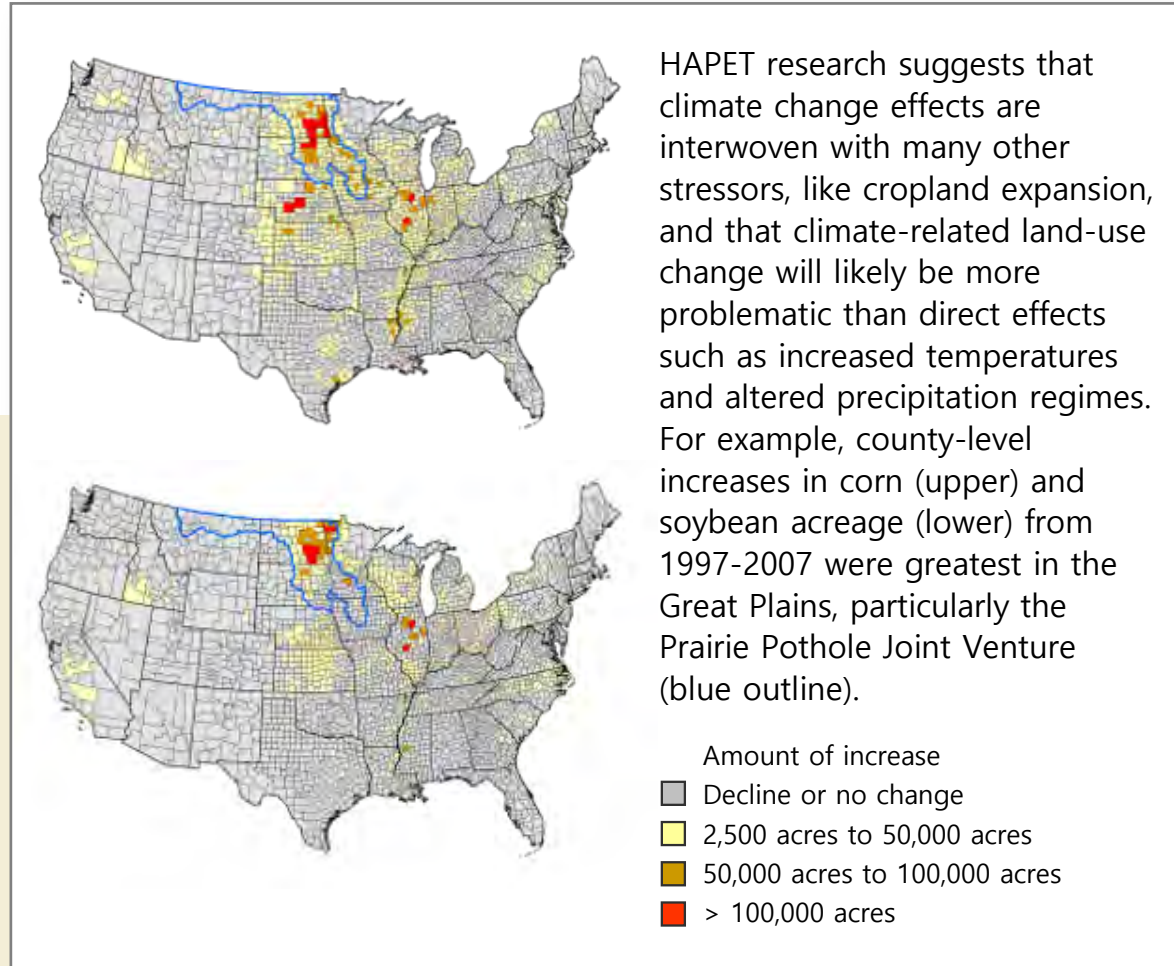 HAPET research suggests that
climate change effects are
interwoven with many other
stressors, like cropland expansion,
and that climate-related land-use
change will likely be more
problematic than direct effects
such as increased temperatures
and altered precipitation regimes.
For example, county-level
increases in corn (upper) and
soybean acreage (lower) from
1997-2007 were greatest in the
Great Plains, particularly the
Prairie Pothole Joint Venture
(blue outline).
Amount of increase
Decline or no change
2,500 acres to 50,000 acres
50,000 acres to 100,000 acres
> 100,000 acres